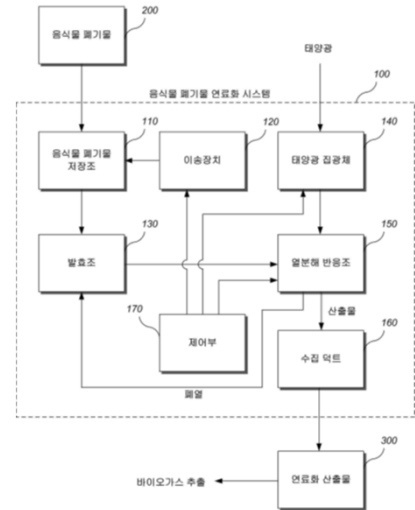 200
음식물 폐기물
태양광
음식물 폐기물 연료화 시스템
100
110
음식물 폐기물
저장조
120
이송장치
140
태양광 집광체
130
발효조
150
열분해 반응조
170
제어부
산출물
160
수집 덕트
폐열
300
연료화 산출물
바이오가스 추출